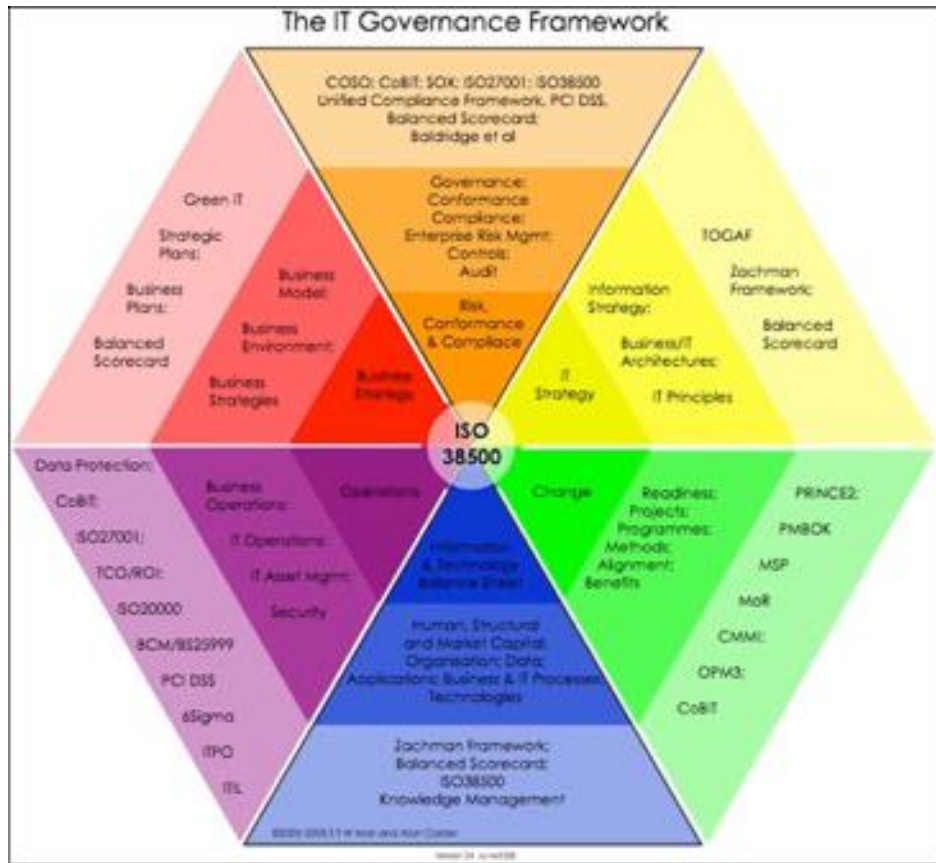 The IT Governance Framework
COSO; CoBIT; SOX; ISO27001; ISO38500
Unified Compliance Framework, PCI DSS,
Balanced Scorecard;
Baldridge et al
Governance;
Conformance
Compliance;
Enterprise Risk Mgmt;
Controls;
Audit
Risk,
Conformance
& Compliace
Green IT
Strategic
Plans;
Business
Plans;
Balanced
Scorecard
Business
Model;
Business
Environment;
Business
Strategies
Business
Strategy
IT
Strategy
Information
Strategy;
Business/IT
Architectures;
IT Principles
TOGAF
Zachman
Framework;
Balanced
Scorecard
ISO
38500
Data Protection;
CoBIT;
ISO27001;
TCO/ROI;
ISO20000
BCM/BS25999
PCI DSS
6Sigma
ITPO
ITIL
Business
Operations;
IT Operations;
IT Asset Mgmt;
Security
Operations
Information
& Technology
Balance Sheet
Human, Structural
and Market Capital;
Organisation; Data;
Applications; Business & IT Processes
Technologies
Zachman Framework;
Balanced Scorecard;
ISO38500
Knowledge Management
Change
Readiness;
Projects;
Programmes;
Methods;
Alignment;
Benefits
PRINCE2;
PMBOK
MSP
MoR
CMMI;
OPM3;
CoBIT
and Alan Calder